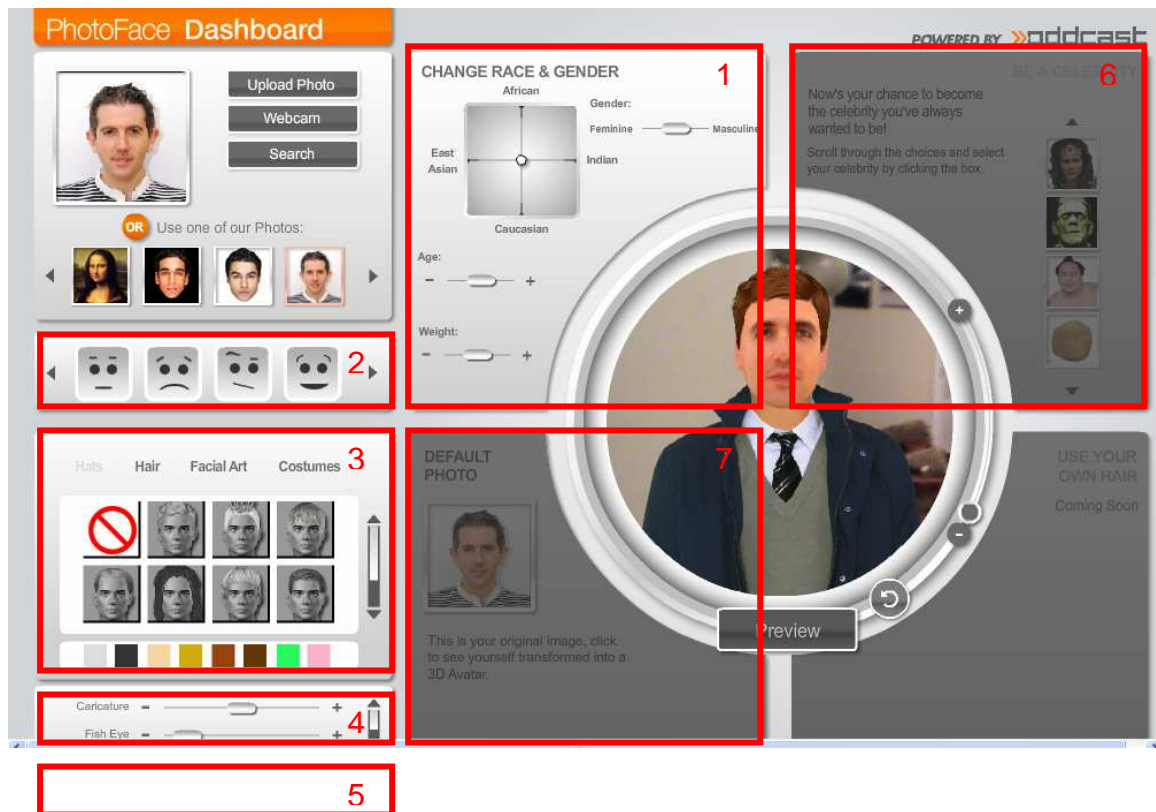 PhotoFace Dashboard
POWERED BY »oddcast
Upload Photo
Webcam
Search
OR Use one of our Photos:
2
3
Hats Hair Facial Art Costumes
Caricature - +
4
Fish Eye - +
5
CHANGE RACE & GENDER
1
African
Gender:
Feminine Masculine
East
Asian
Indian
Caucasian
Age:
- +
Weight:
- +
6
BE A CELEBRITY
Now's your chance to become
the celebrity you've always
wanted to be!
Scroll through the choices and select
your celebrity by clicking the box.
+
-
7
DEFAULT
PHOTO
This is your original image, click
to see yourself transformed into a
3D Avatar.
Preview
USE YOUR
OWN HAIR
Coming Soon